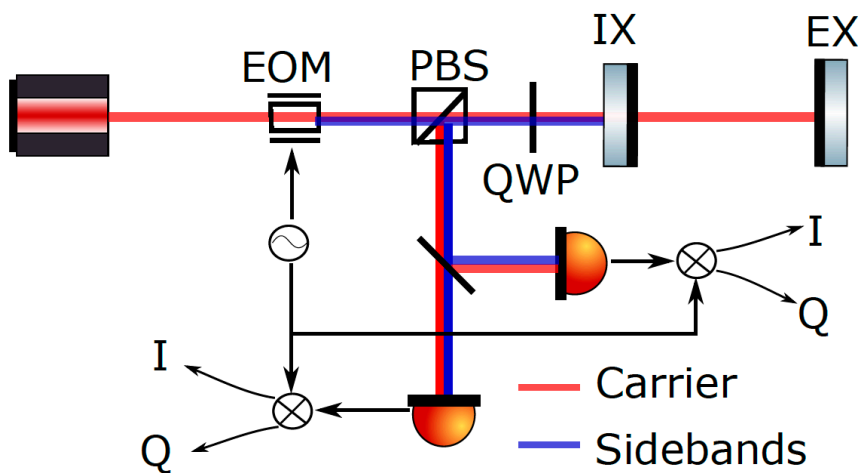 IX
EX
EOM
PBS
QWP
I
Q
I
Q
Carrier
Sidebands